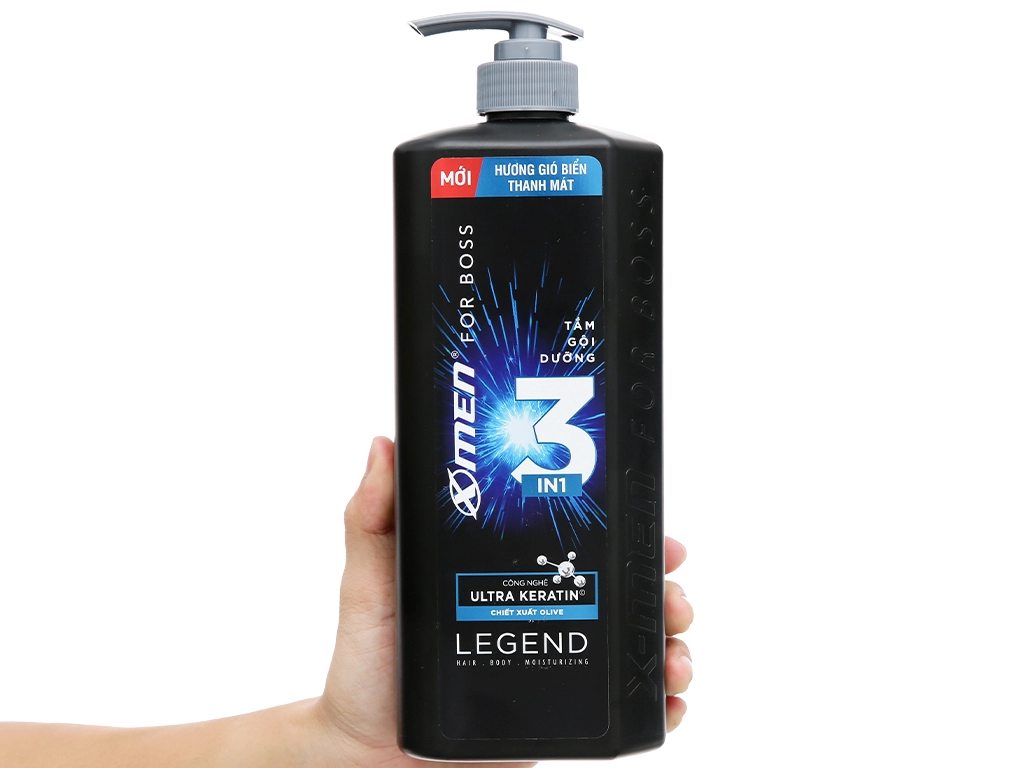 MỚI
HƯƠNG GIÓ BIỂN
THANH MÁT
X-MEN® FOR BOSS
TẮM
GỘI
DƯỠNG
3
IN1
CÔNG NGHỆ
ULTRA KERATIN©
CHIẾT XUẤT OLIVE
LEGEND
HAIR . BODY . MOISTURIZING
X-MEN FOR BOSS